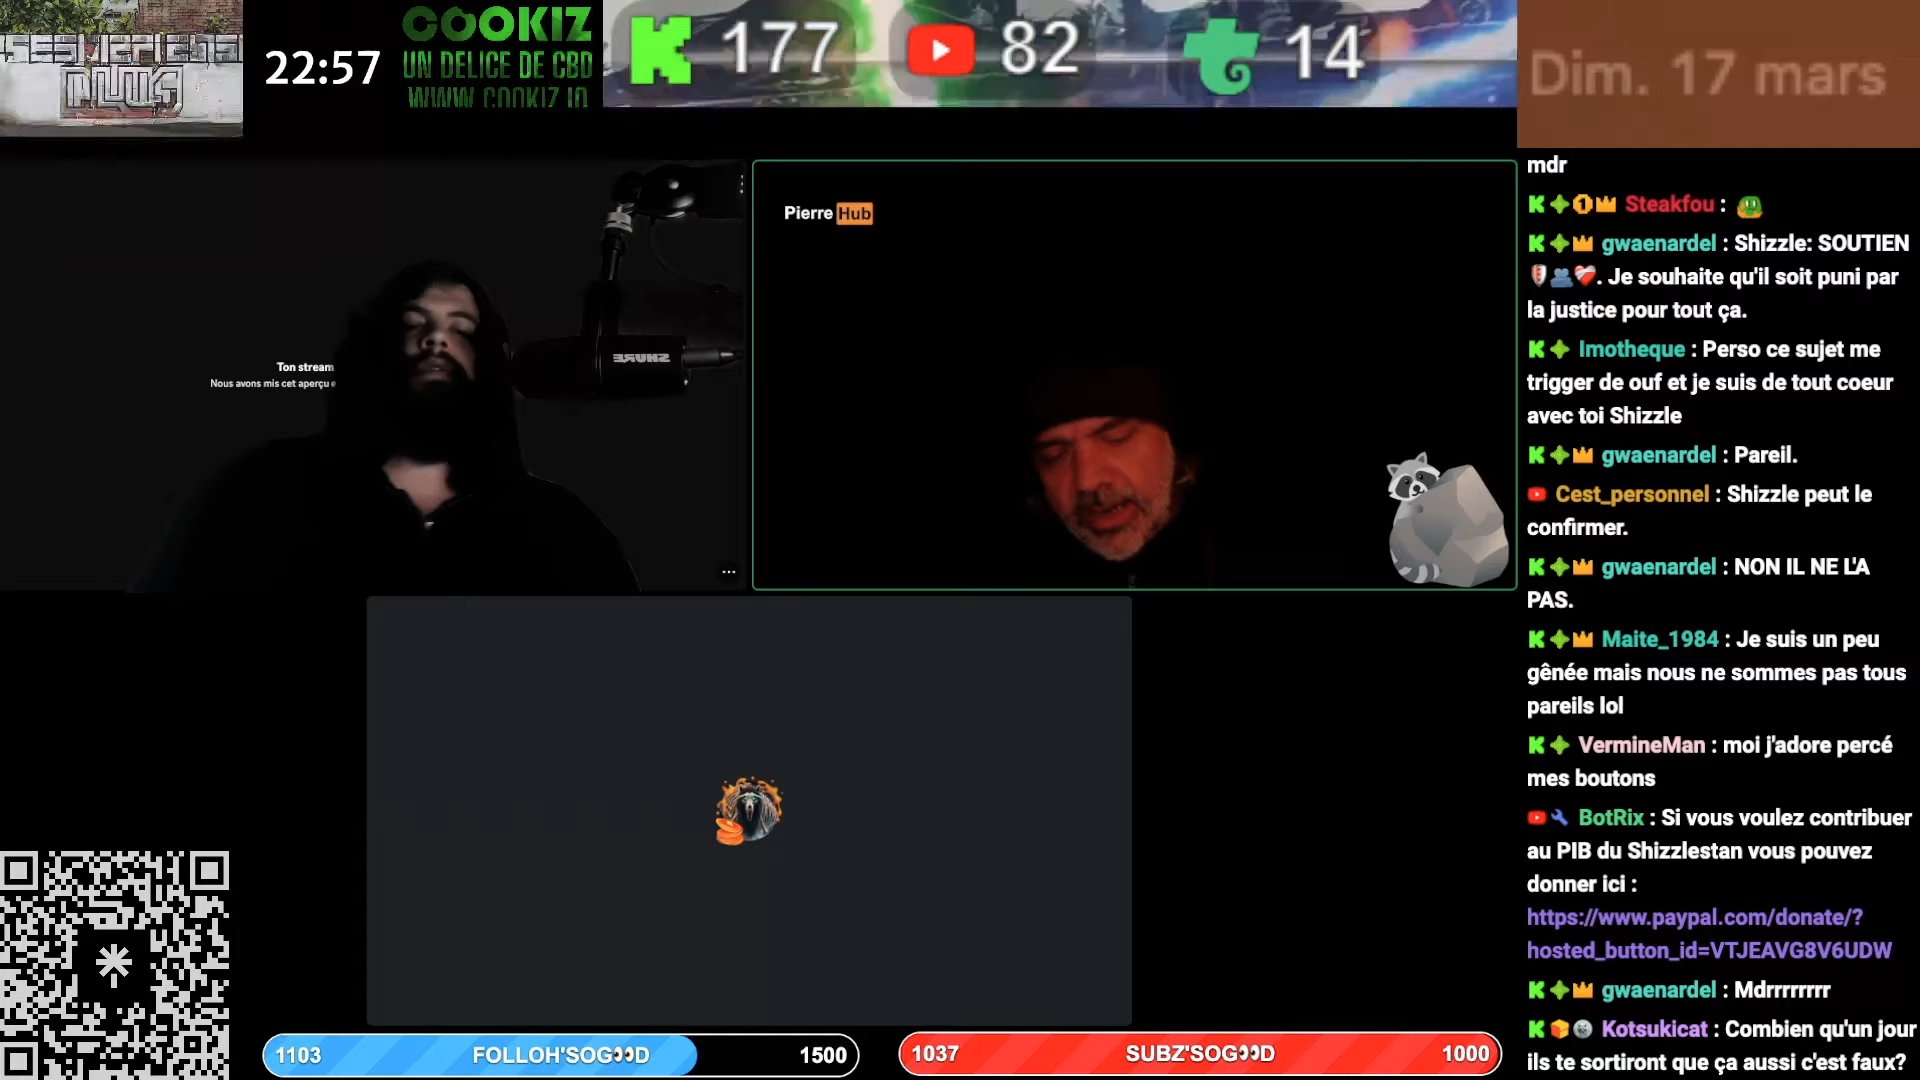 22:57
COOKIZ
UN DELICE DE CBD
WWW COOKIZ IO
177
82
14
Dim. 17 mars
Pierre Hub
SHURE
Ton stream
Nous avons mis cet aperçu e
mdr
Steakfou :
gwaenardel : Shizzle: SOUTIEN
🛡️👥❤️‍🩹. Je souhaite qu'il soit puni par
la justice pour tout ça.
Imotheque : Perso ce sujet me
trigger de ouf et je suis de tout coeur
avec toi Shizzle
gwaenardel : Pareil.
Cest_personnel : Shizzle peut le
confirmer.
gwaenardel : NON IL NE L'A
PAS.
Maite_1984 : Je suis un peu
gênée mais nous ne sommes pas tous
pareils lol
VermineMan : moi j'adore percé
mes boutons
BotRix : Si vous voulez contribuer
au PIB du Shizzlestan vous pouvez
donner ici :
https://www.paypal.com/donate/?
hosted_button_id=VTJEAVG8V6UDW
gwaenardel : Mdrrrrrrrr
Kotsukicat : Combien qu'un jour
ils te sortiront que ça aussi c'est faux?
1103 FOLLOH'SOG👀D 1500
1037 SUBZ'SOG👀D 1000